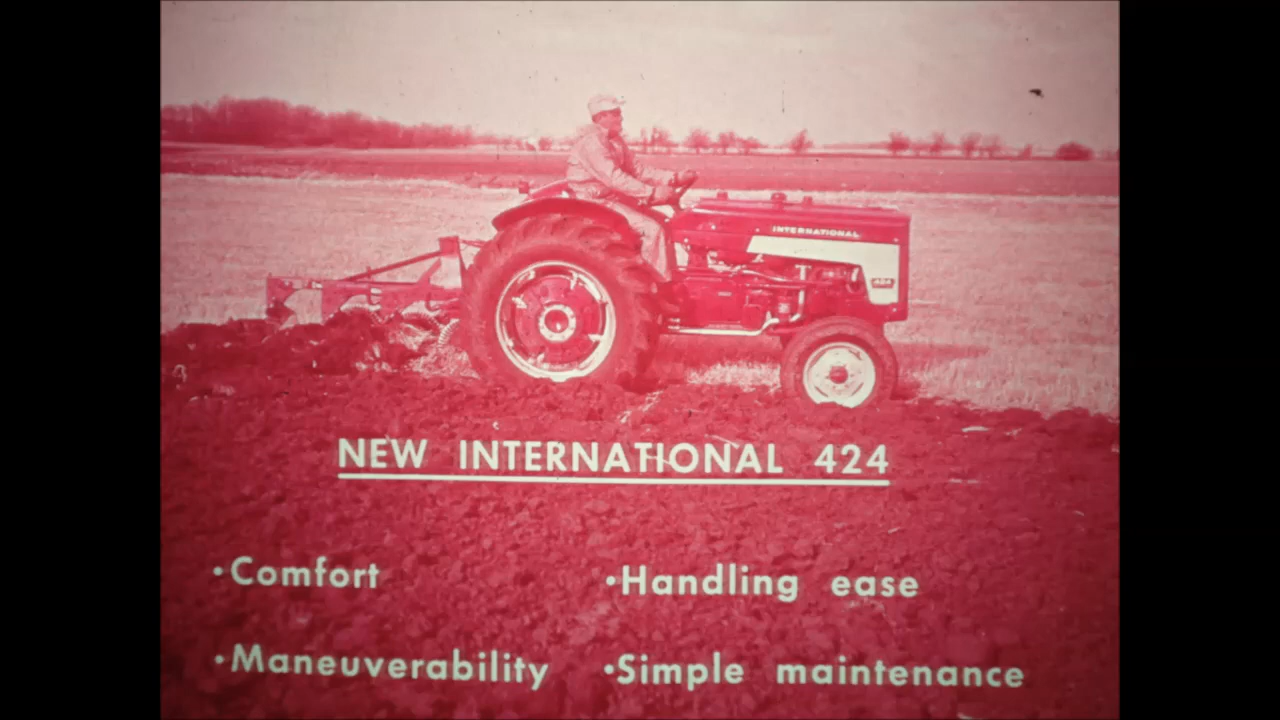 INTERNATIONAL
424
NEW INTERNATIONAL 424
•Comfort
•Handling ease
•Maneuverability
•Simple maintenance